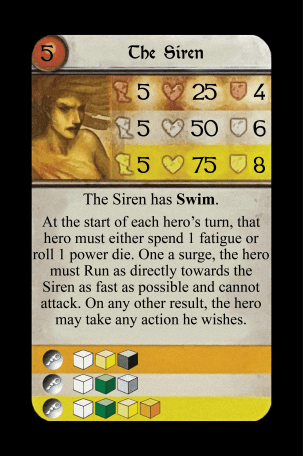 5 The Siren
5 25 4
5 50 6
5 75 8
The Siren has Swim.
At the start of each hero's turn, that
hero must either spend 1 fatigue or
roll 1 power die. One a surge, the hero
must Run as directly towards the
Siren as fast as possible and cannot
attack. On any other result, the hero
may take any action he wishes.